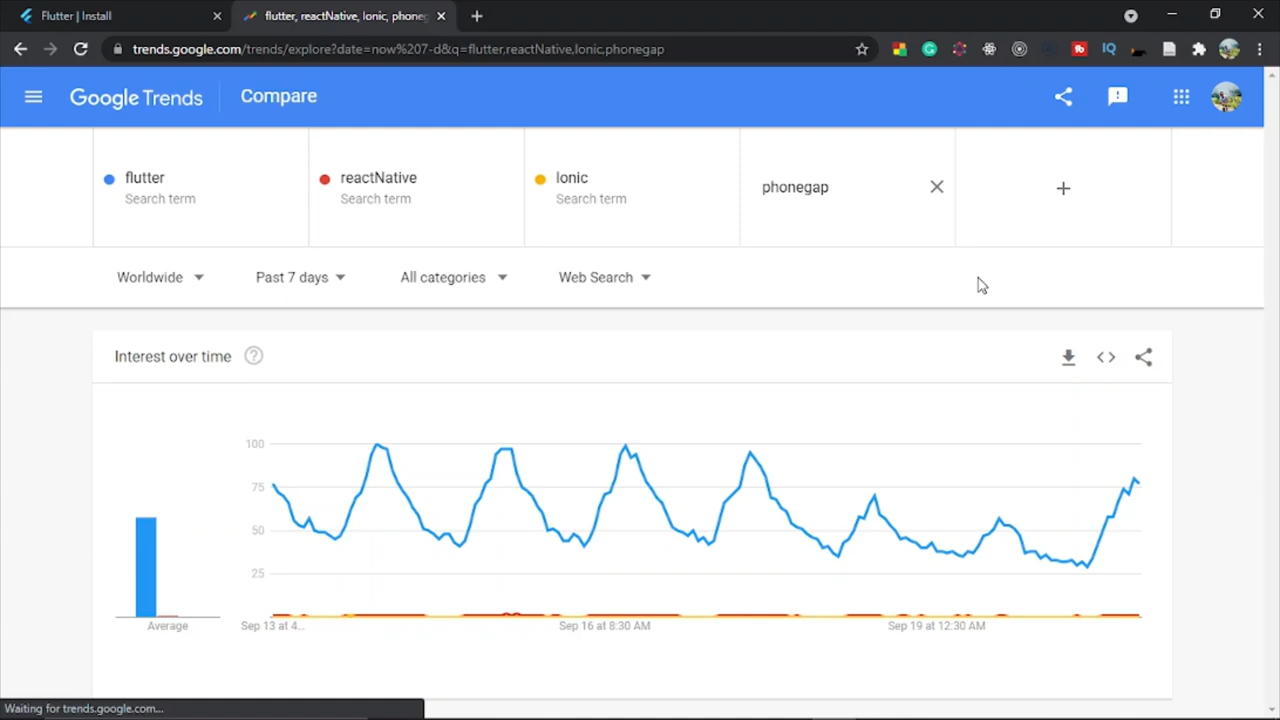 Flutter | Install
flutter, reactNative, Ionic, phoneg
trends.google.com/trends/explore?date=now%207-d&q=flutter,reactNative,Ionic,phonegap
IQ
Google Trends
Compare
flutter
Search term
reactNative
Search term
Ionic
Search term
phonegap
Worldwide
Past 7 days
All categories
Web Search
Interest over time
100
75
50
25
Average
Sep 13 at 4...
Sep 16 at 8:30 AM
Sep 19 at 12:30 AM
Waiting for trends.google.com...